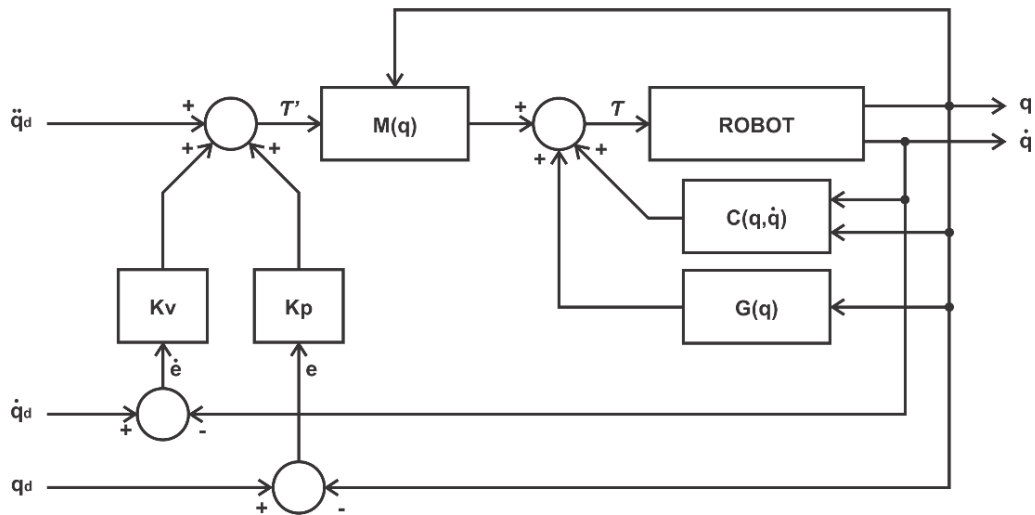 q
q̈d
+
𝒯'
M(q)
+
𝒯
ROBOT
q̇
+
+
+
+
C(q,q̇)
Kv
Kp
G(q)
ė
e
q̇d
+
-
qd
+
-